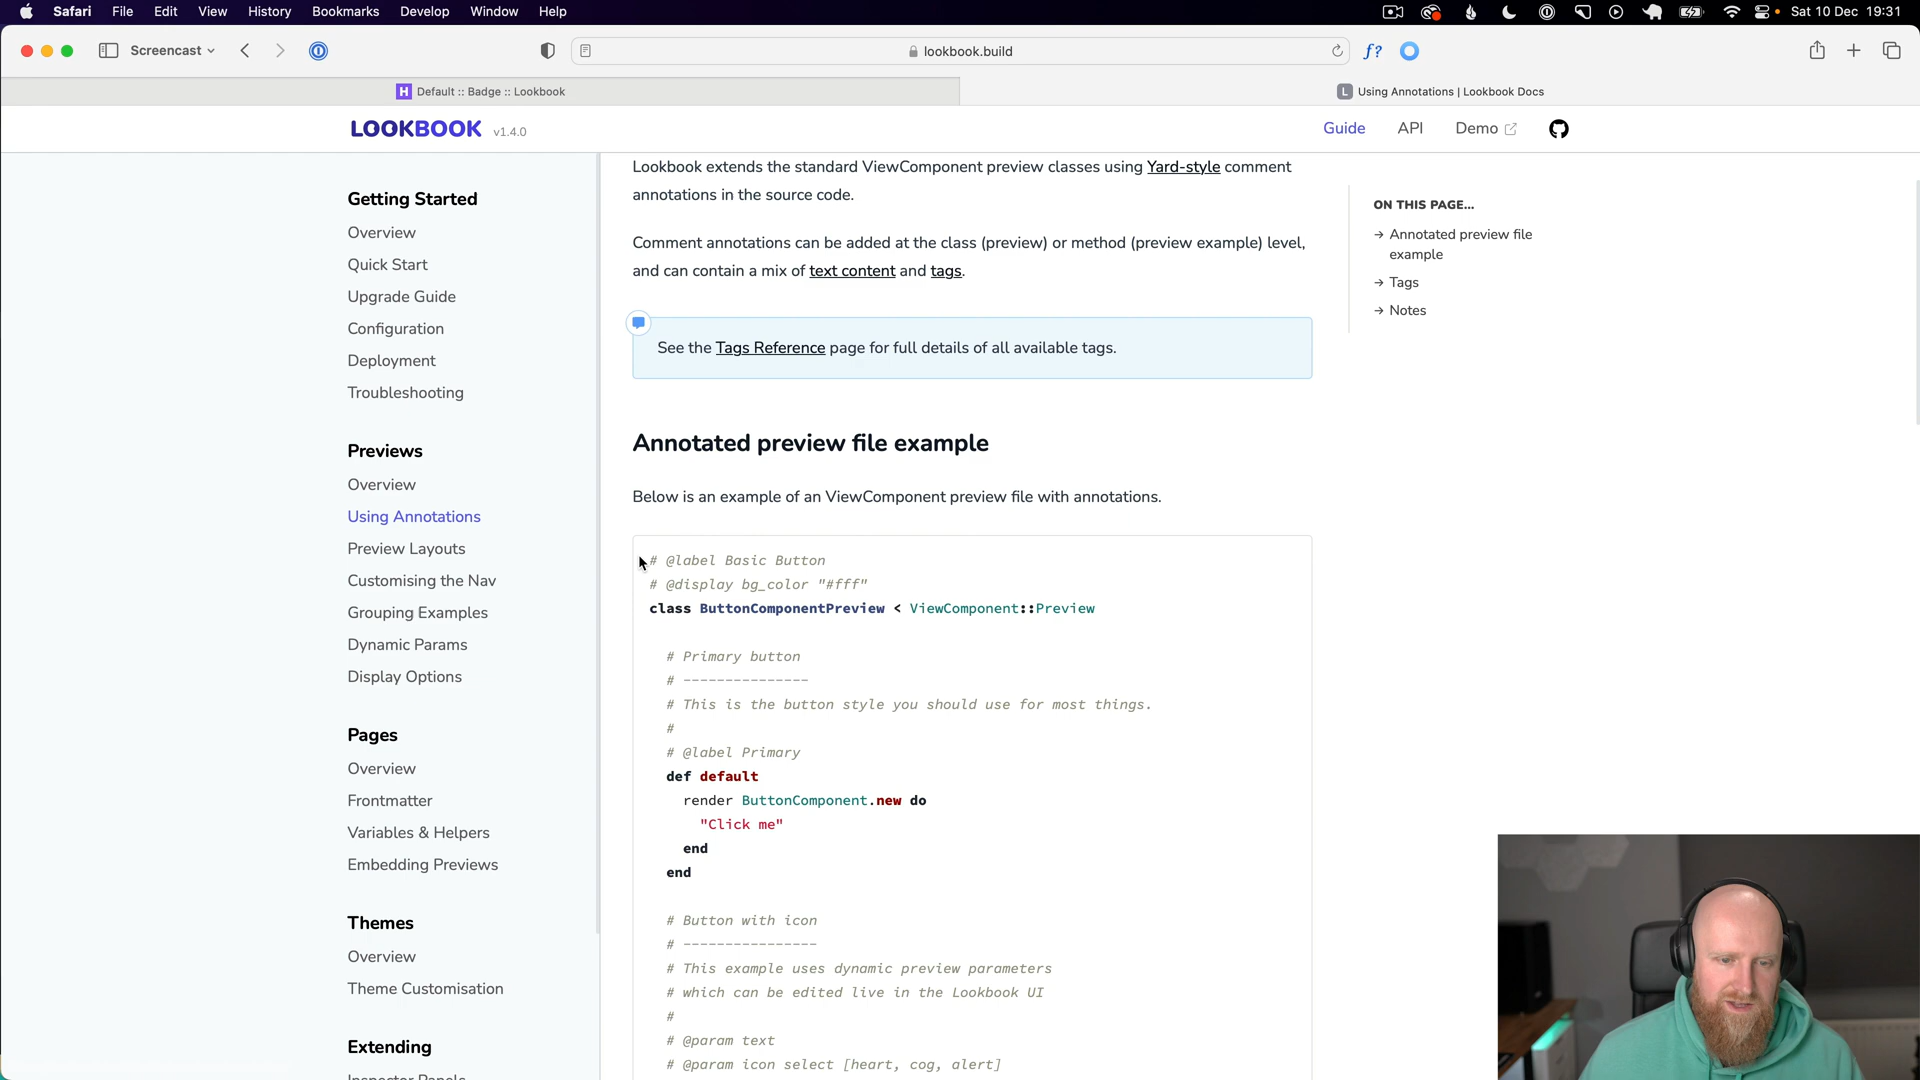 Safari File Edit View History Bookmarks Develop Window Help Sat 10 Dec 19:31
Screencast lookbook.build f?
H Default :: Badge :: Lookbook L Using Annotations | Lookbook Docs
LOOKBOOK v1.4.0 Guide API Demo
Getting Started
Overview
Quick Start
Upgrade Guide
Configuration
Deployment
Troubleshooting
Previews
Overview
Using Annotations
Preview Layouts
Customising the Nav
Grouping Examples
Dynamic Params
Display Options
Pages
Overview
Frontmatter
Variables & Helpers
Embedding Previews
Themes
Overview
Theme Customisation
Extending
Inspector Panels
Lookbook extends the standard ViewComponent preview classes using Yard-style comment
annotations in the source code.
Comment annotations can be added at the class (preview) or method (preview example) level,
and can contain a mix of text content and tags.
See the Tags Reference page for full details of all available tags.
Annotated preview file example
Below is an example of an ViewComponent preview file with annotations.
# @label Basic Button
# @display bg_color "#fff"
class ButtonComponentPreview < ViewComponent::Preview
# Primary button
# ---------------
# This is the button style you should use for most things.
#
# @label Primary
def default
render ButtonComponent.new do
"Click me"
end
end
# Button with icon
# ----------------
# This example uses dynamic preview parameters
# which can be edited live in the Lookbook UI
#
# @param text
# @param icon select [heart, cog, alert]
ON THIS PAGE...
→ Annotated preview file
example
→ Tags
→ Notes